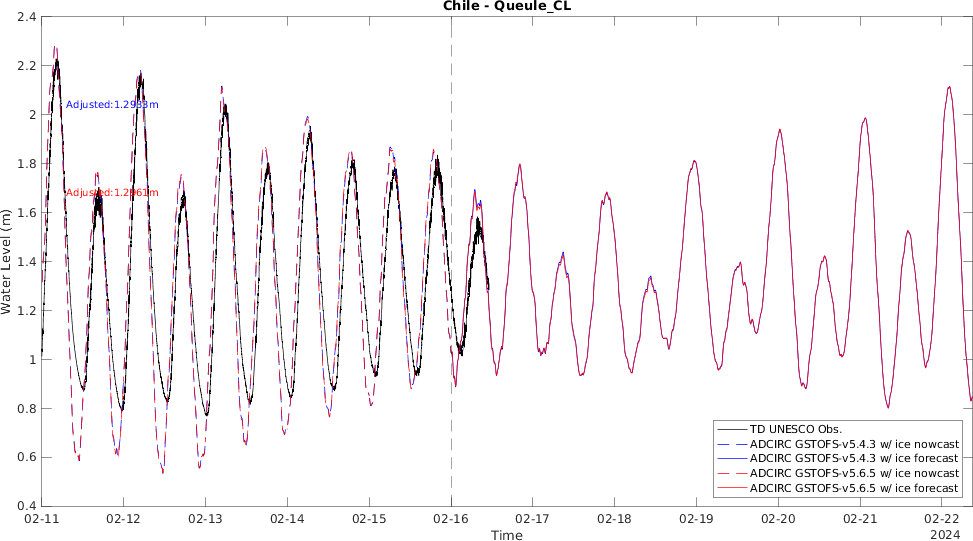 Chile - Queule_CL
Water Level (m)
2.4
2.2
2
1.8
1.6
1.4
1.2
1
0.8
0.6
0.4
Adjusted:1.2933m
Adjusted:1.2961m
TD UNESCO Obs.
ADCIRC GSTOFS-v5.4.3 w/ ice nowcast
ADCIRC GSTOFS-v5.4.3 w/ ice forecast
ADCIRC GSTOFS-v5.6.5 w/ ice nowcast
ADCIRC GSTOFS-v5.6.5 w/ ice forecast
02-11 02-12 02-13 02-14 02-15 02-16 02-17 02-18 02-19 02-20 02-21 02-22
Time
2024